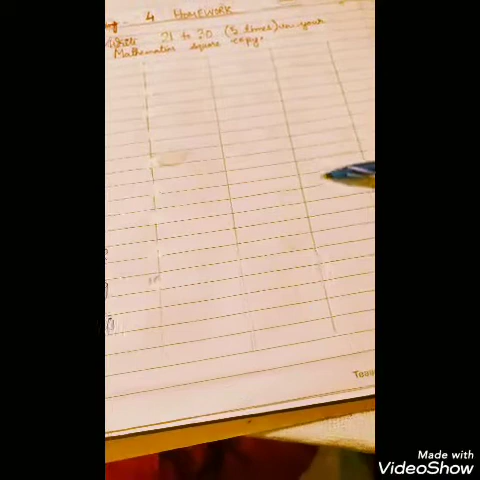 4 HOMEWORK
Write 21 to 30 (5 times) in your
Mathematics square copy.
Made with
VideoShow